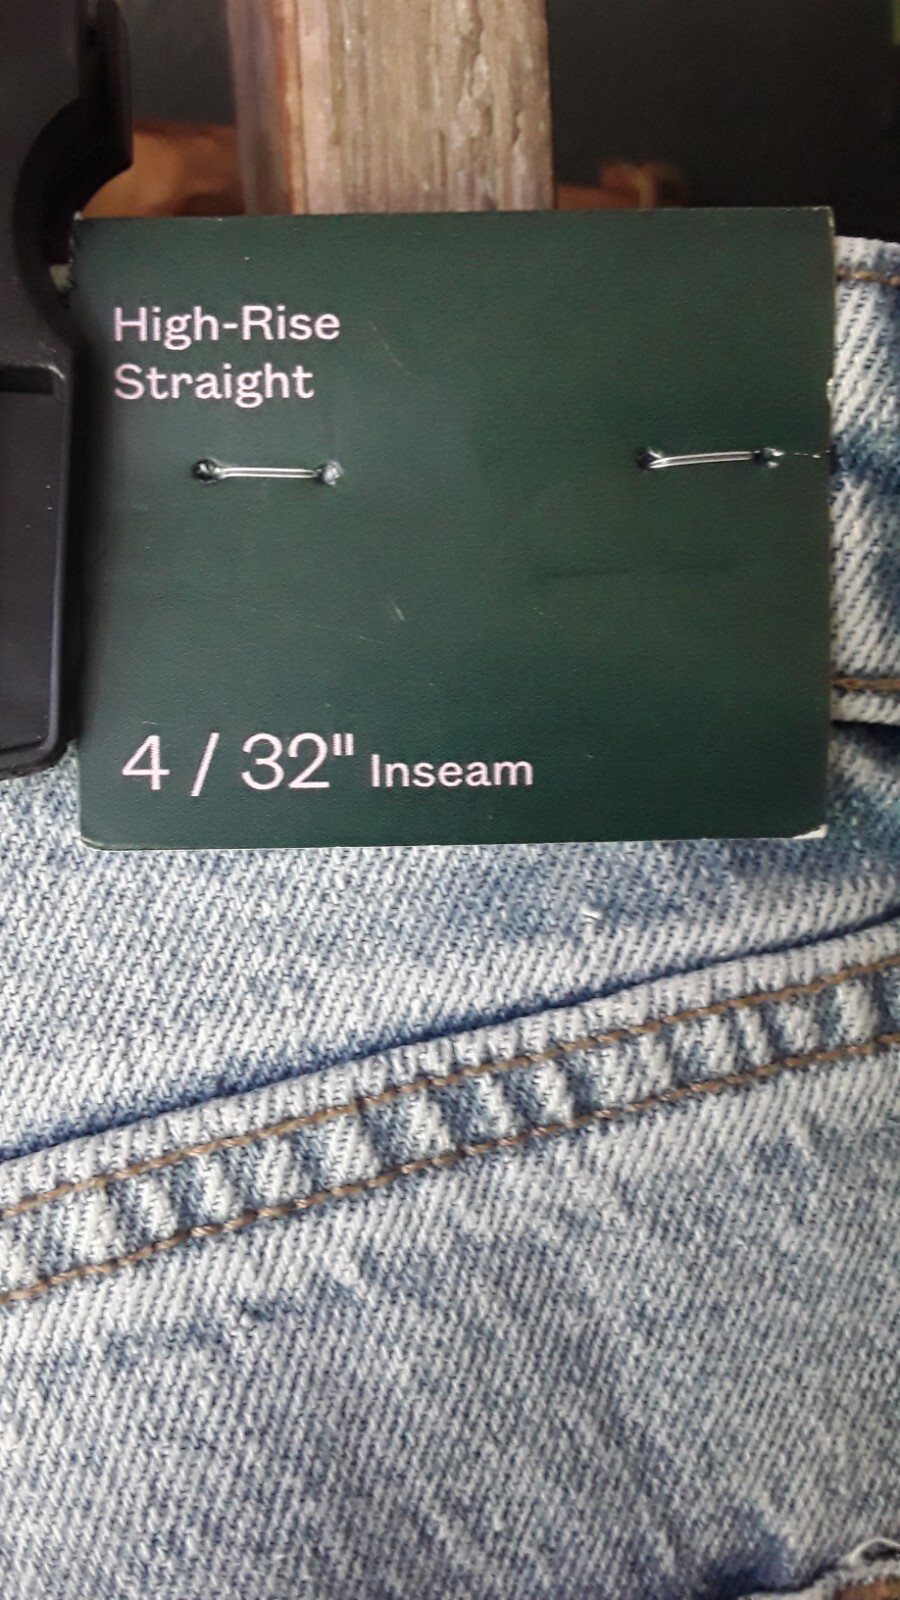 High-Rise
Straight
4 / 32" Inseam